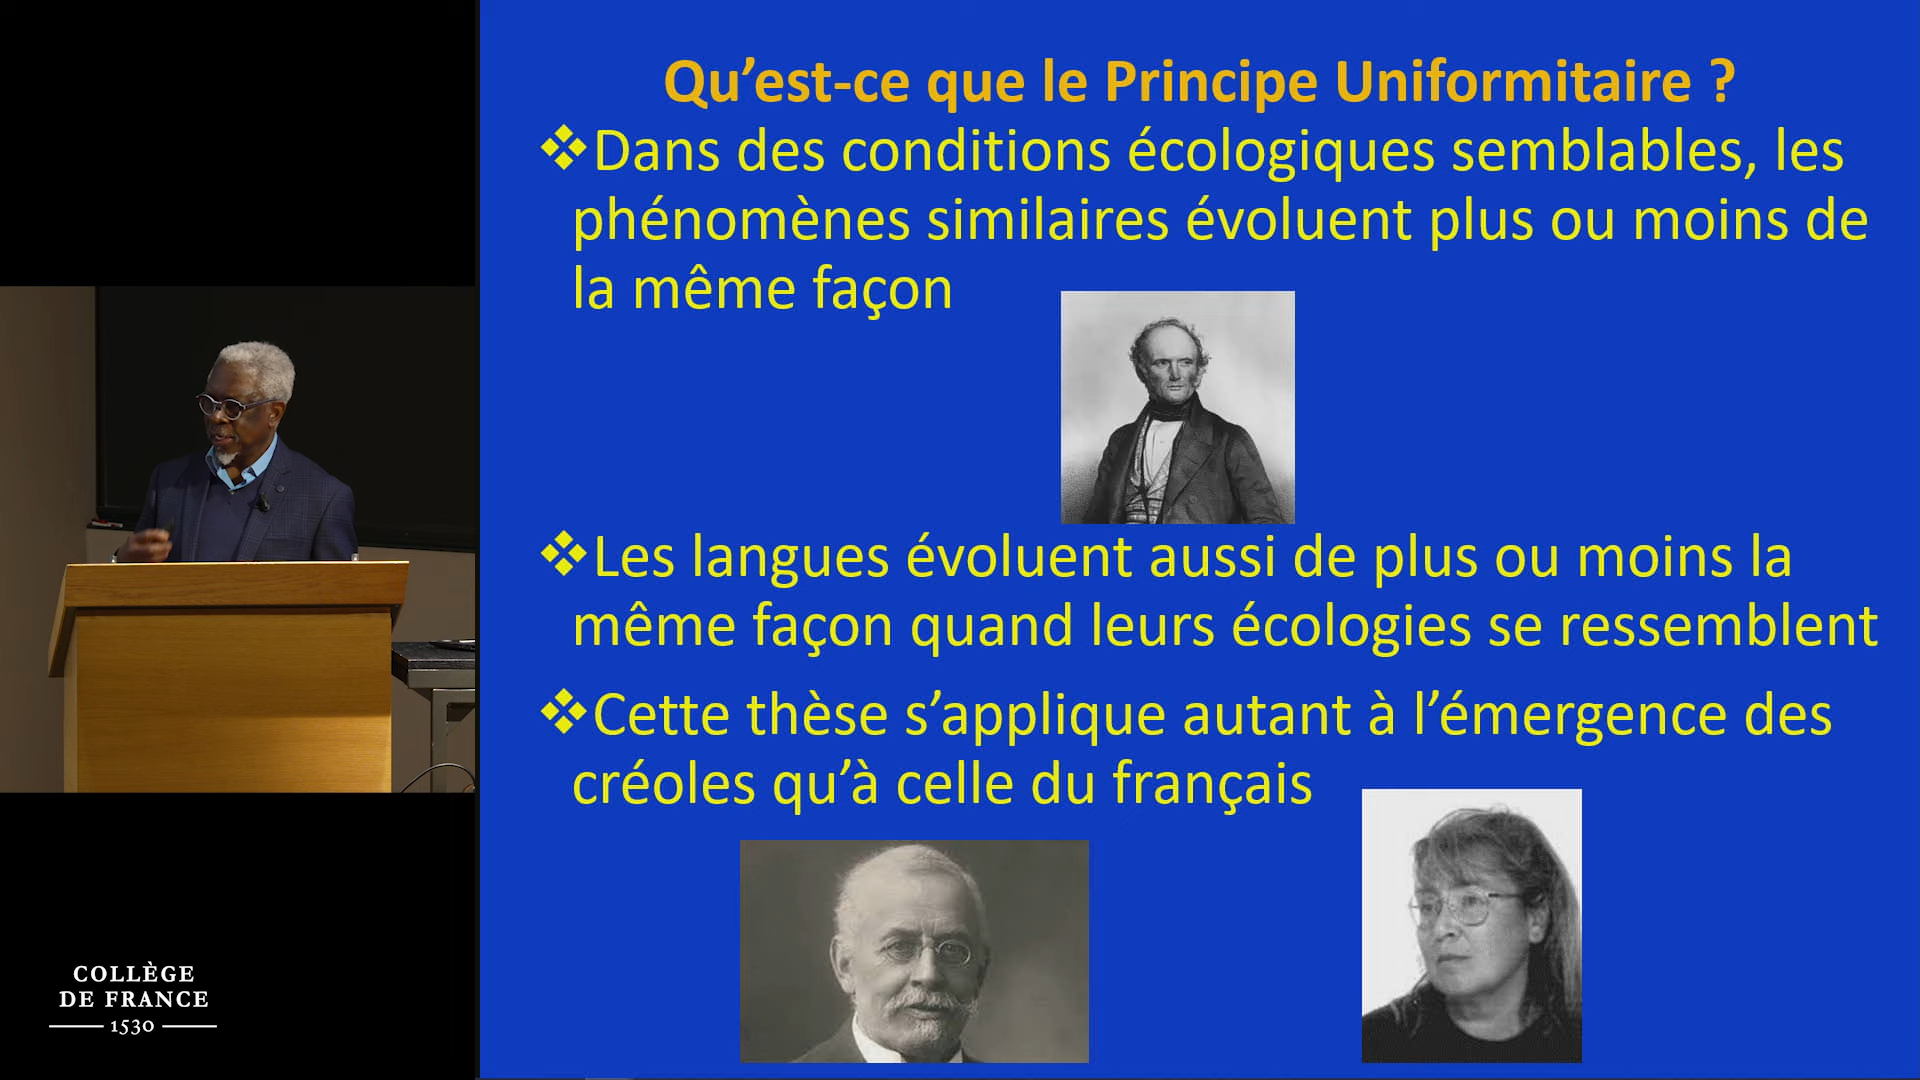 Qu’est-ce que le Principe Uniformitaire ?
❖Dans des conditions écologiques semblables, les
phénomènes similaires évoluent plus ou moins de
la même façon
❖Les langues évoluent aussi de plus ou moins la
même façon quand leurs écologies se ressemblent
❖Cette thèse s’applique autant à l’émergence des
créoles qu’à celle du français
COLLÈGE
DE FRANCE
1530